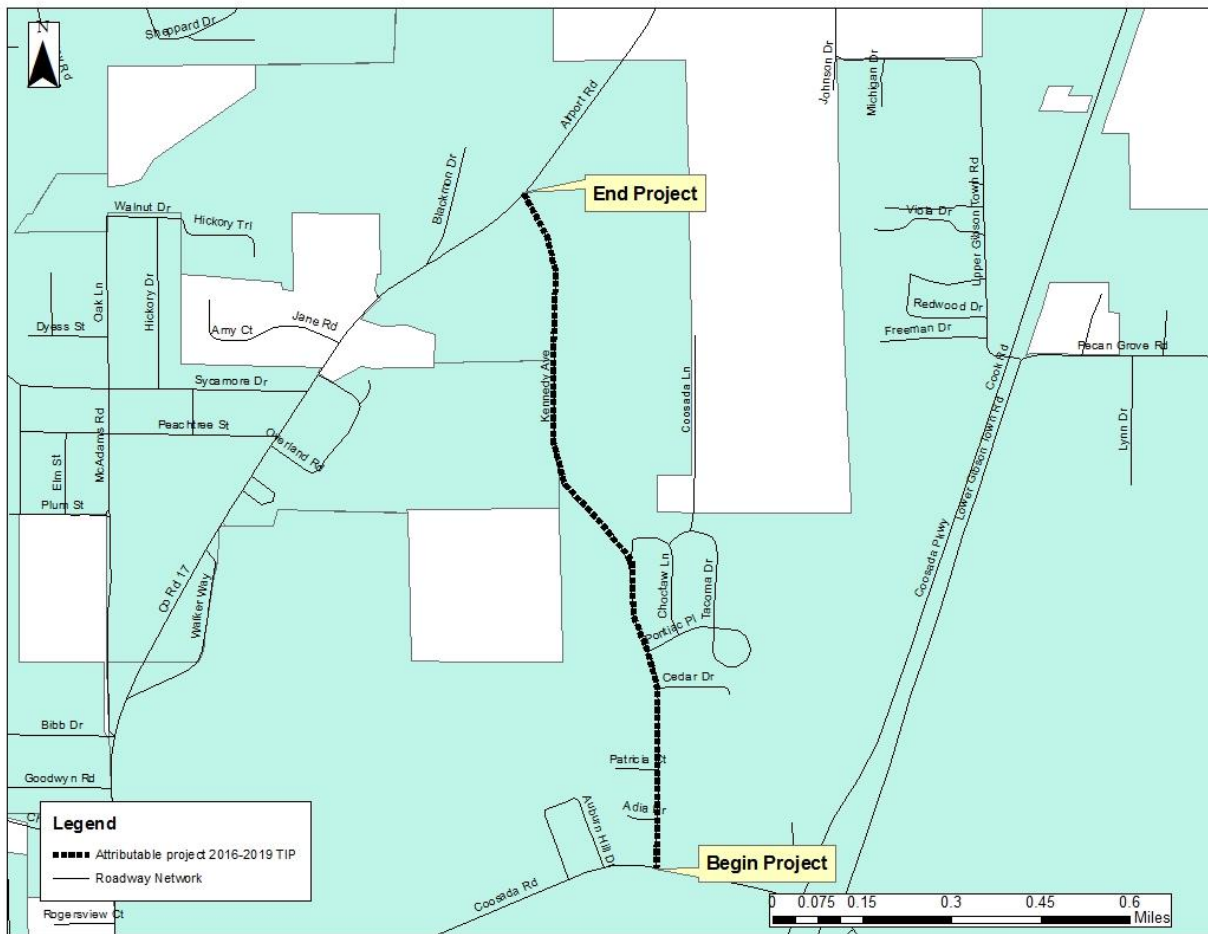 N
Sheppard Dr
Airport Rd
Johnson Dr
Michigan Dr
Blackmon Dr
End Project
Walnut Dr
Hickory Trl
Upper Gibson Town Rd
Viola Dr
Oak Ln
Hickory Dr
Dyess St
Amy Ct
Jane Rd
Redwood Dr
Freeman Dr
Pecan Grove Rd
Sycamore Dr
Kennedy Ave
Coosada Ln
Cook Rd
Peachtree St
McAdams Rd
Elm St
Overland Rd
Lower Gibson Town Rd
Lynn Dr
Plum St
Coosada Pkwy
Co Rd 17
Walker Way
Choctaw Ln
Tacoma Dr
Pontiac Pl
Cedar Dr
Bibb Dr
Patricia Ct
Goodwyn Rd
Adia Dr
Auburn Hill Dr
Begin Project
Coosada Rd
Legend
Attributable project 2016-2019 TIP
Roadway Network
Rogersview Ct
0 0.075 0.15 0.3 0.45 0.6
Miles